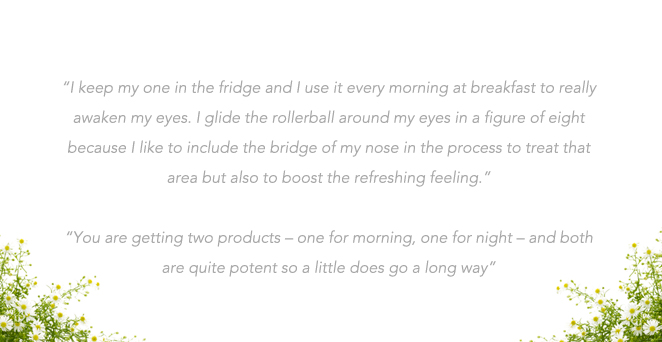 “I keep my one in the fridge and I use it every morning at breakfast to really
awaken my eyes. I glide the rollerball around my eyes in a figure of eight
because I like to include the bridge of my nose in the process to treat that
area but also to boost the refreshing feeling.”
“You are getting two products – one for morning, one for night – and both
are quite potent so a little does go a long way”